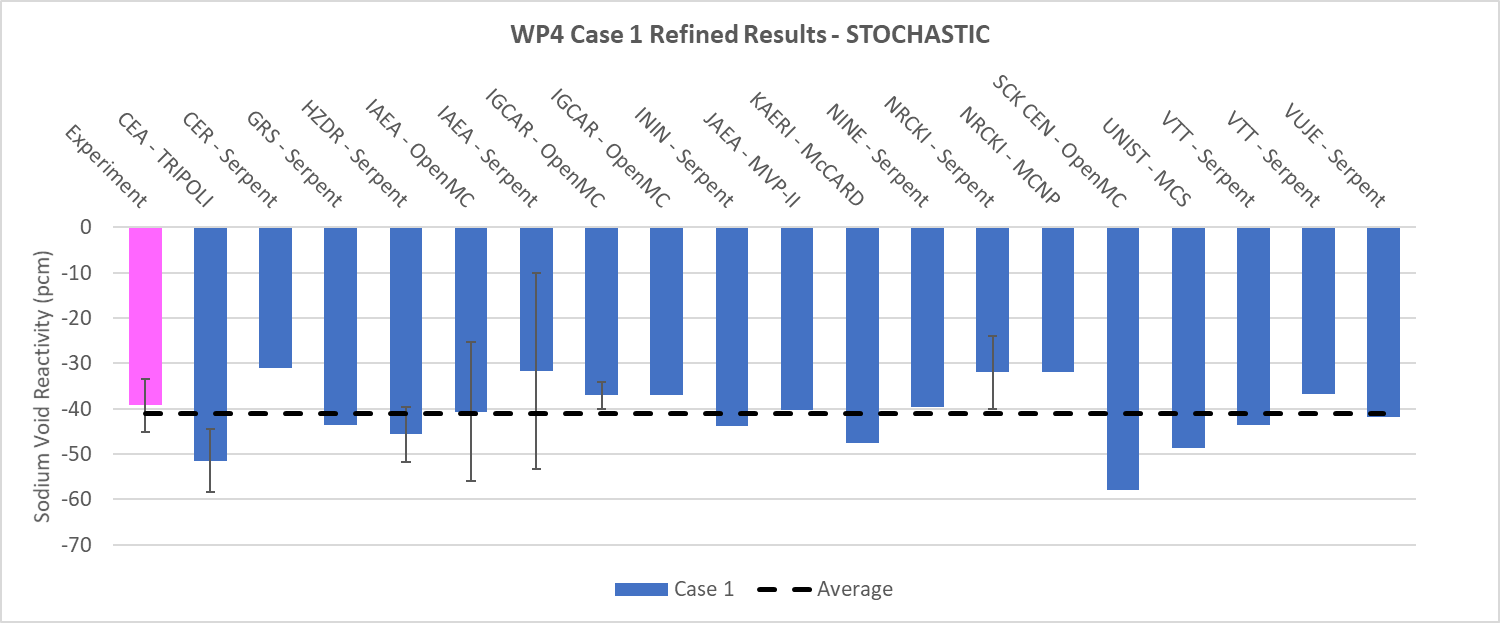 WP4 Case 1 Refined Results - STOCHASTIC
Experiment
CEA - TRIPOLI
CER - Serpent
GRS - Serpent
HZDR - Serpent
IAEA - OpenMC
IAEA - Serpent
IGCAR - OpenMC
IGCAR - OpenMC
ININ - Serpent
JAEA - MVP-II
KAERI - McCARD
NINE - Serpent
NRCKI - Serpent
NRCKI - MCNP
SCK CEN - OpenMC
UNIST - MCS
VTT - Serpent
VTT - Serpent
VUJE - Serpent
Sodium Void Reactivity (pcm)
0
-10
-20
-30
-40
-50
-60
-70
Case 1
Average